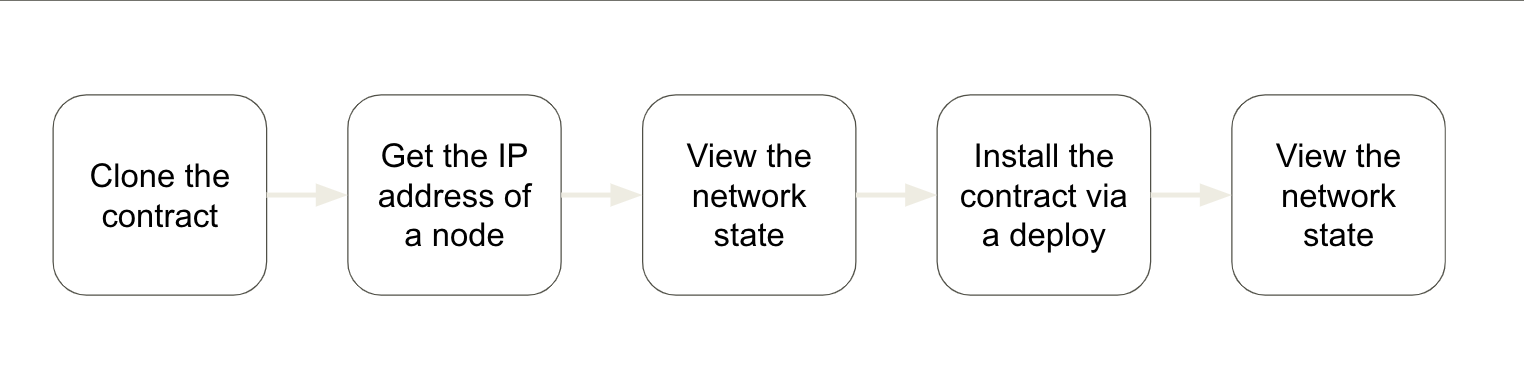 Clone the
contract
Get the IP
address of
a node
View the
network
state
Install the
contract via
a deploy
View the
network
state